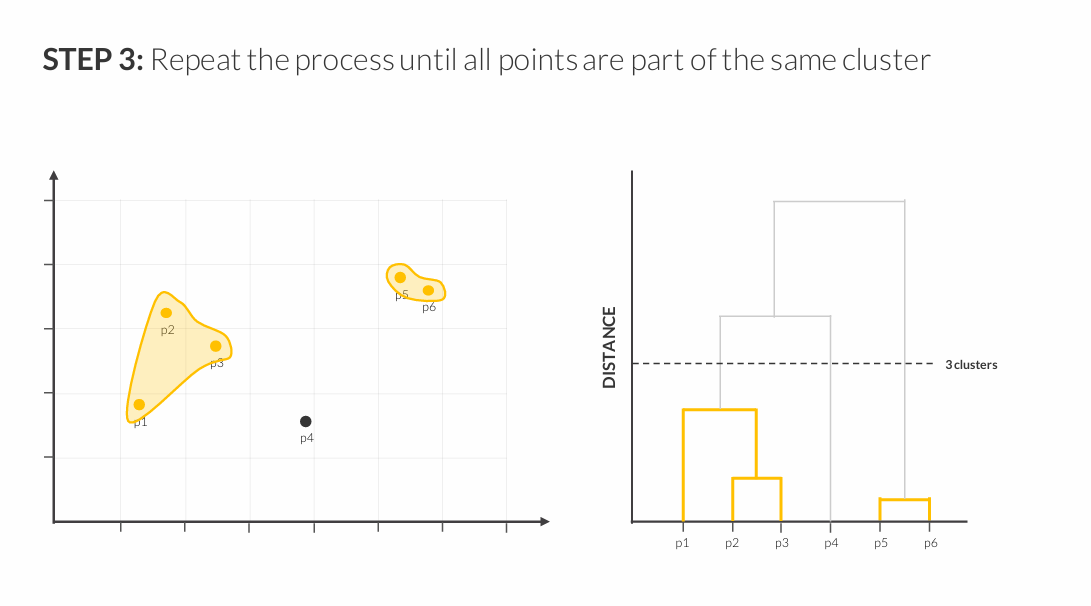 STEP 3: Repeat the process until all points are part of the same cluster
p5
p6
p2
p3
p1
p4
DISTANCE
3 clusters
p1 p2 p3 p4 p5 p6